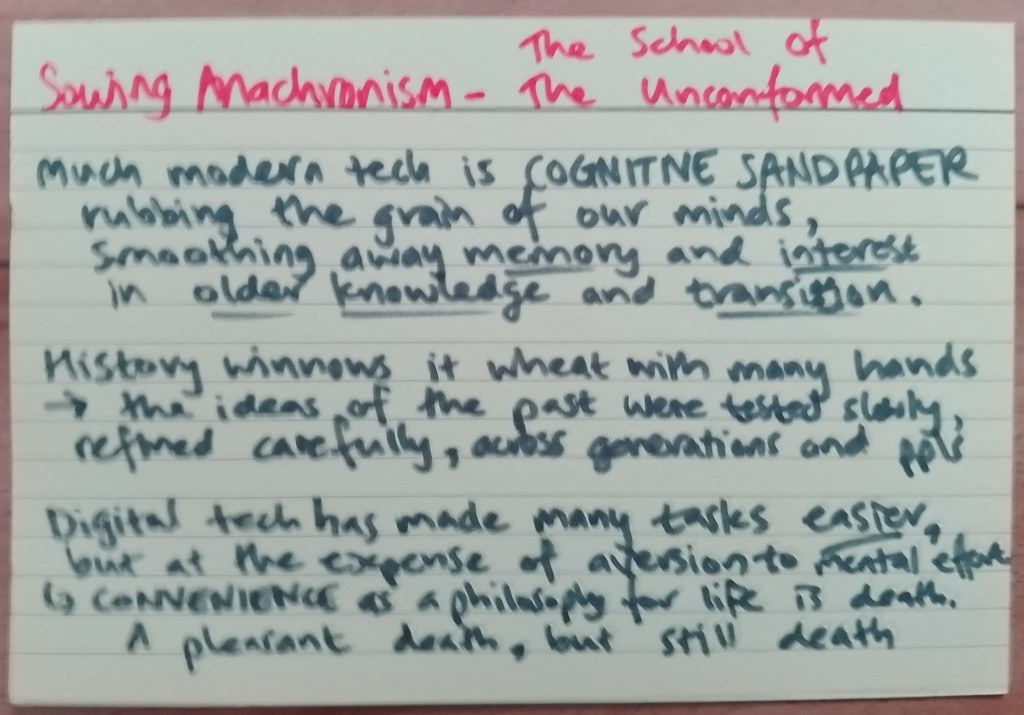 The School of
Sowing Anachronism - The Unconformed
Much modern tech is COGNITIVE SANDPAPER
rubbing the grain of our minds,
smoothing away memory and interest
in older knowledge and transission.
History winnows it wheat with many hands
→ the ideas of the past were tested slowly,
refined carefully, across generations and ppls
Digital tech has made many tasks easier,
but at the expense of aversion to mental effort
↳ CONVENIENCE as a philosophy for life is death.
A pleasant death, but still death